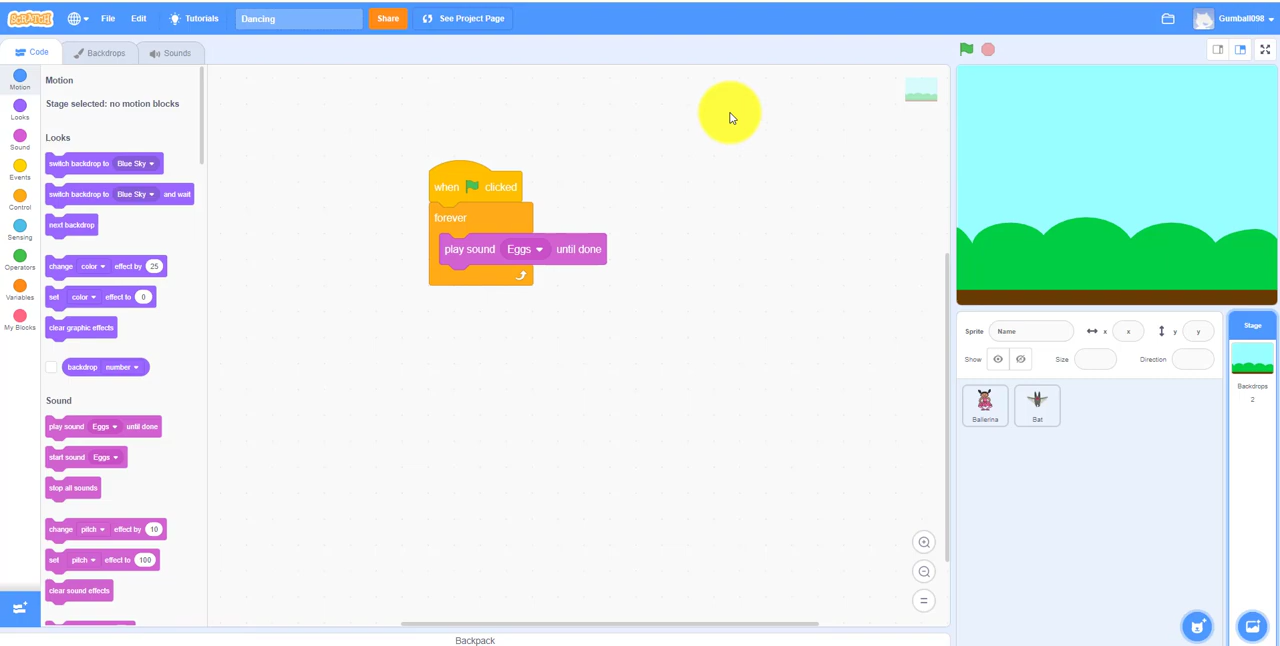 SCRATCH File Edit Tutorials Dancing Share See Project Page Gumball098
Code Backdrops Sounds
Motion
Looks
Sound
Events
Control
Sensing
Operators
Variables
My Blocks
Motion
Stage selected: no motion blocks
Looks
switch backdrop to Blue Sky
switch backdrop to Blue Sky and wait
next backdrop
change color effect by 25
set color effect to 0
clear graphic effects
backdrop number
Sound
play sound Eggs until done
start sound Eggs
stop all sounds
change pitch effect by 10
set pitch effect to 100
clear sound effects
when clicked
forever
play sound Eggs until done
Sprite Name x x y y
Show Size Direction
Ballerina Bat
Stage
Backdrops
2
Backpack